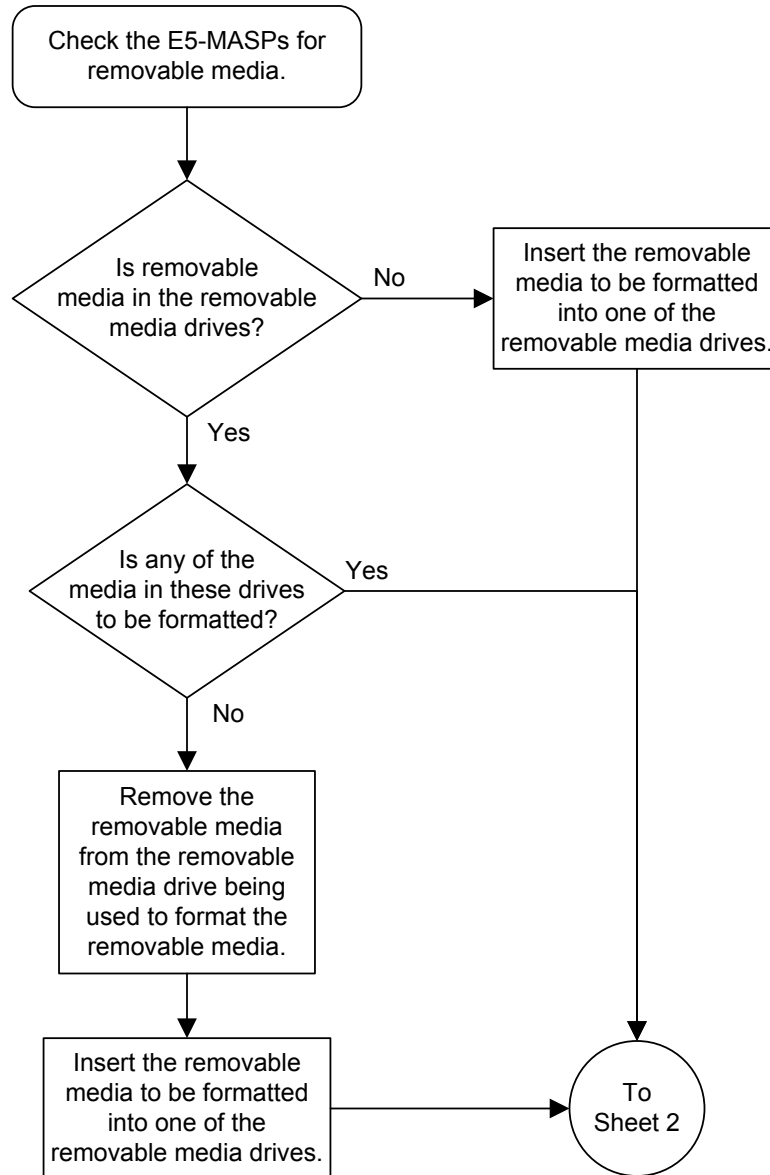 Check the E5-MASPs for
removable media.
Is removable
media in the removable
media drives?
No
Insert the removable
media to be formatted
into one of the
removable media drives.
Yes
Is any of the
media in these drives
to be formatted?
Yes
No
Remove the
removable media
from the removable
media drive being
used to format the
removable media.
Insert the removable
media to be formatted
into one of the
removable media drives.
To
Sheet 2